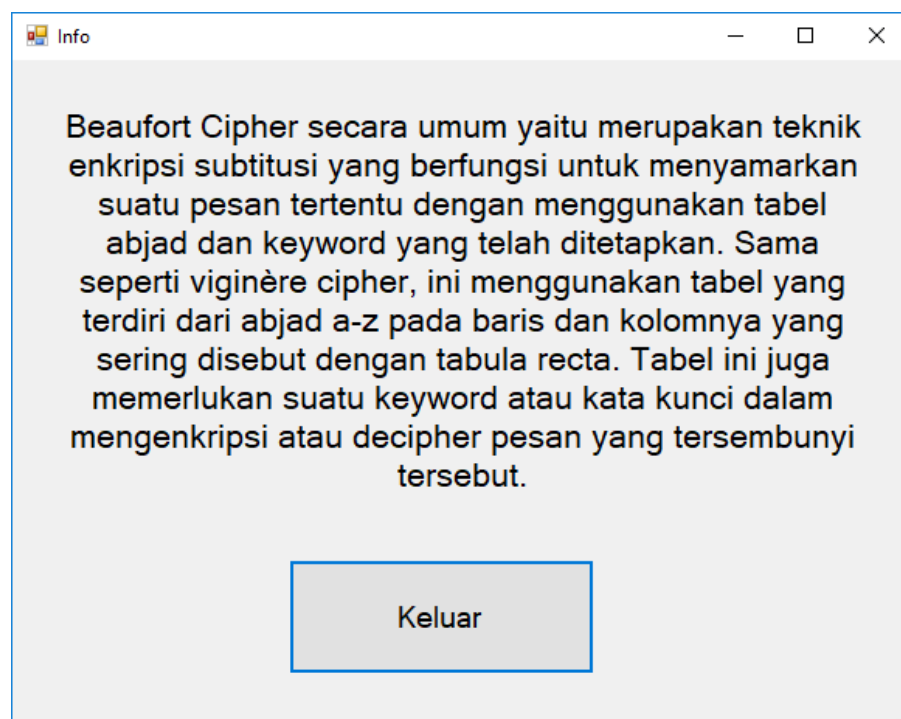 Info
Beaufort Cipher secara umum yaitu merupakan teknik
enkripsi subtitusi yang berfungsi untuk menyamarkan
suatu pesan tertentu dengan menggunakan tabel
abjad dan keyword yang telah ditetapkan. Sama
seperti viginère cipher, ini menggunakan tabel yang
terdiri dari abjad a-z pada baris dan kolomnya yang
sering disebut dengan tabula recta. Tabel ini juga
memerlukan suatu keyword atau kata kunci dalam
mengenkripsi atau decipher pesan yang tersembunyi
tersebut.
Keluar